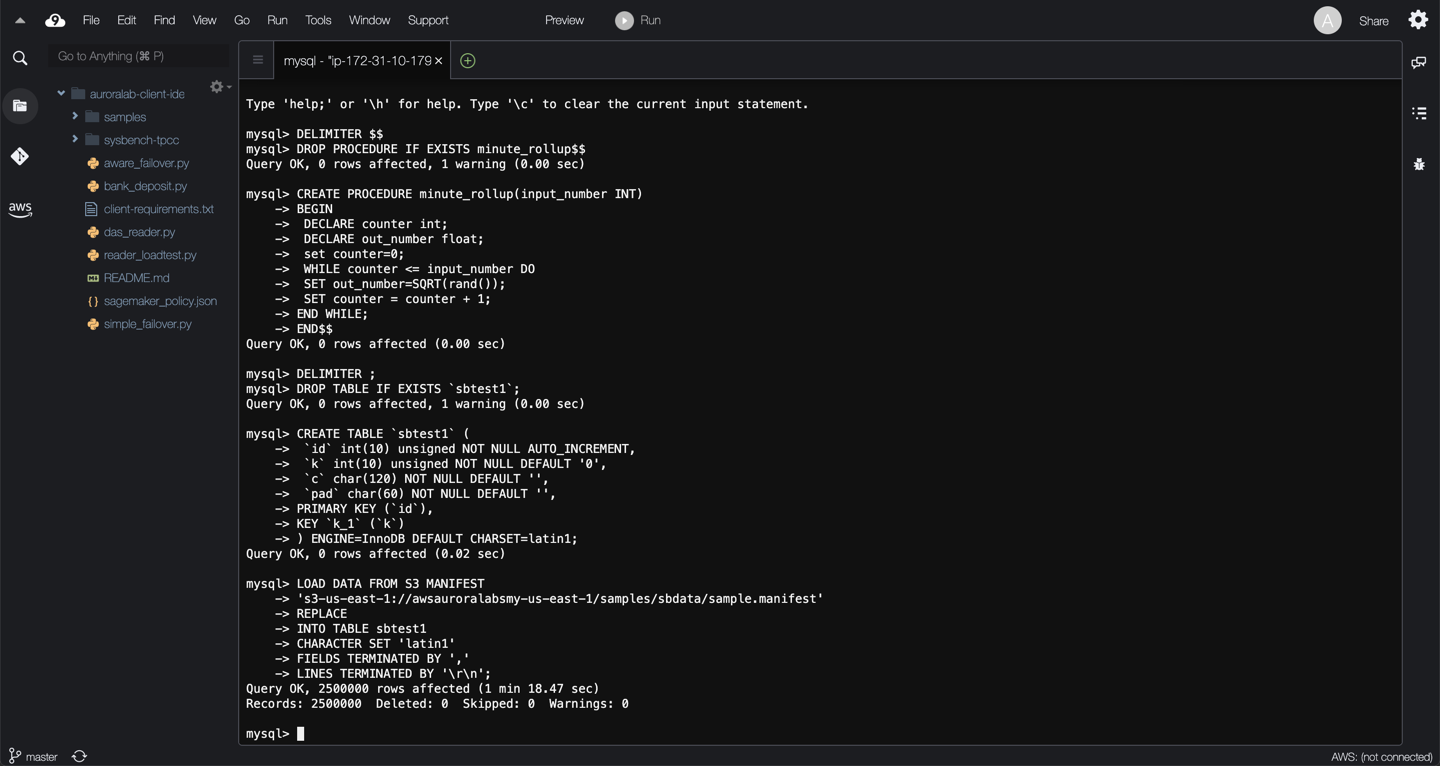 9 File Edit Find View Go Run Tools Window Support Preview Run A Share
Go to Anything (⌘ P)
auroralab-client-ide
samples
sysbench-tpcc
aware_failover.py
bank_deposit.py
client-requirements.txt
das_reader.py
reader_loadtest.py
README.md
sagemaker_policy.json
simple_failover.py
aws
mysql - "ip-172-31-10-179 ×
Type 'help;' or '\h' for help. Type '\c' to clear the current input statement.
mysql> DELIMITER $$
mysql> DROP PROCEDURE IF EXISTS minute_rollup$$
Query OK, 0 rows affected, 1 warning (0.00 sec)
mysql> CREATE PROCEDURE minute_rollup(input_number INT)
    -> BEGIN
    ->  DECLARE counter int;
    ->  DECLARE out_number float;
    ->  set counter=0;
    ->  WHILE counter <= input_number DO
    ->  SET out_number=SQRT(rand());
    ->  SET counter = counter + 1;
    -> END WHILE;
    -> END$$
Query OK, 0 rows affected (0.00 sec)
mysql> DELIMITER ;
mysql> DROP TABLE IF EXISTS `sbtest1`;
Query OK, 0 rows affected, 1 warning (0.00 sec)
mysql> CREATE TABLE `sbtest1` (
    ->  `id` int(10) unsigned NOT NULL AUTO_INCREMENT,
    ->  `k` int(10) unsigned NOT NULL DEFAULT '0',
    ->  `c` char(120) NOT NULL DEFAULT '',
    ->  `pad` char(60) NOT NULL DEFAULT '',
    -> PRIMARY KEY (`id`),
    -> KEY `k_1` (`k`)
    -> ) ENGINE=InnoDB DEFAULT CHARSET=latin1;
Query OK, 0 rows affected (0.02 sec)
mysql> LOAD DATA FROM S3 MANIFEST
    -> 's3-us-east-1://awsauroralabsmy-us-east-1/samples/sbdata/sample.manifest'
    -> REPLACE
    -> INTO TABLE sbtest1
    -> CHARACTER SET 'latin1'
    -> FIELDS TERMINATED BY ','
    -> LINES TERMINATED BY '\r\n';
Query OK, 2500000 rows affected (1 min 18.47 sec)
Records: 2500000  Deleted: 0  Skipped: 0  Warnings: 0
mysql>
master
AWS: (not connected)